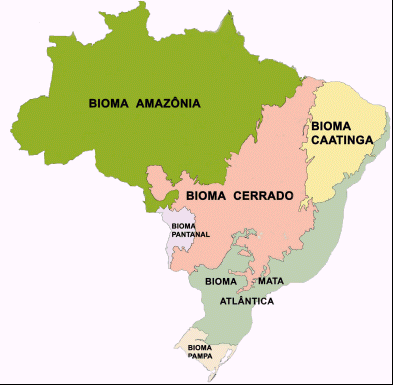 BIOMA AMAZÔNIA
BIOMA
CAATINGA
BIOMA CERRADO
BIOMA
PANTANAL
BIOMA MATA
ATLÂNTICA
BIOMA
PAMPA